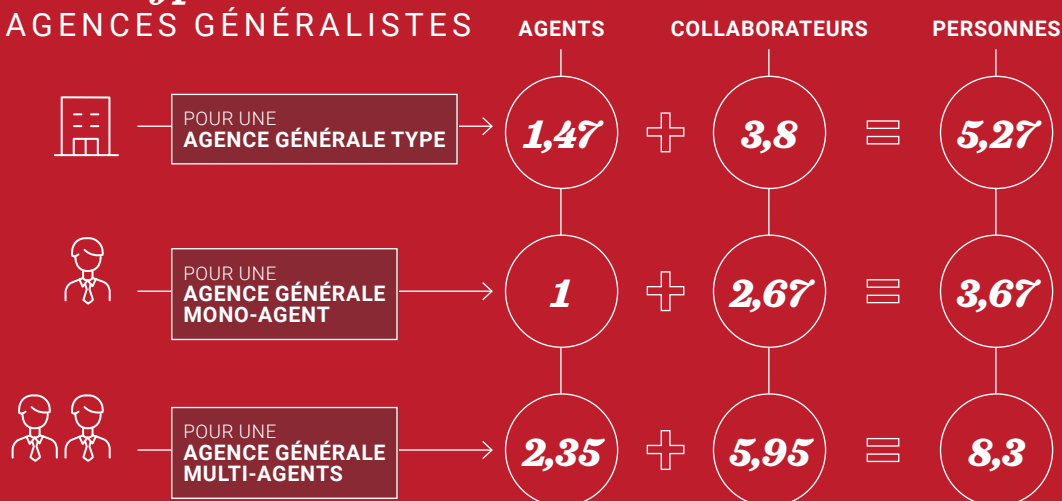 AGENCES GÉNÉRALISTES
AGENTS COLLABORATEURS PERSONNES
POUR UNE
AGENCE GÉNÉRALE TYPE
1,47 + 3,8 = 5,27
POUR UNE
AGENCE GÉNÉRALE
MONO-AGENT
1 + 2,67 = 3,67
POUR UNE
AGENCE GÉNÉRALE
MULTI-AGENTS
2,35 + 5,95 = 8,3